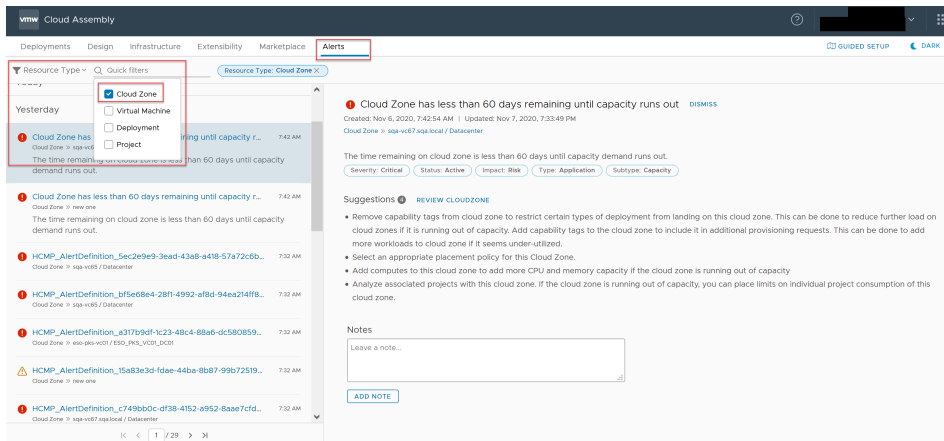 vmw Cloud Assembly
Deployments Design Infrastructure Extensibility Marketplace Alerts GUIDED SETUP DARK
Resource Type Quick filters Resource Type: Cloud Zone ×
Today
Cloud Zone
Virtual Machine
Deployment
Project
Yesterday
Cloud Zone has less than 60 days remaining until capacity r... 7:42 AM
Cloud Zone » sqa-vc67.sqa.local / Datacenter
The time remaining on cloud zone is less than 60 days until capacity
demand runs out.
Cloud Zone has less than 60 days remaining until capacity r... 7:42 AM
Cloud Zone » new one
The time remaining on cloud zone is less than 60 days until capacity
demand runs out.
HCMP_AlertDefinition_5ec2e9e9-3ead-43a8-a418-57a72c6b... 7:32 AM
Cloud Zone » sqa-vc65 / Datacenter
HCMP_AlertDefinition_bf5e68e4-28f1-4992-af8d-94ea214ff8... 7:32 AM
Cloud Zone » sqa-vc65 / Datacenter
HCMP_AlertDefinition_a317b9df-1c23-48c4-88a6-dc580859... 7:32 AM
Cloud Zone » eso-pks-vc01 / ESO_PKS_VC01_DC01
HCMP_AlertDefinition_15a83e3d-fdae-44ba-8b87-99b72519... 7:32 AM
Cloud Zone » new one
HCMP_AlertDefinition_c749bb0c-df38-4152-a952-8aae7cfd... 7:32 AM
Cloud Zone » sqa-vc67.sqa.local / Datacenter
1 / 29
Cloud Zone has less than 60 days remaining until capacity runs out DISMISS
Created: Nov 6, 2020, 7:42:54 AM | Updated: Nov 7, 2020, 7:33:49 PM
Cloud Zone » sqa-vc67.sqa.local / Datacenter
The time remaining on cloud zone is less than 60 days until capacity demand runs out.
Severity: Critical Status: Active Impact: Risk Type: Application Subtype: Capacity
Suggestions 4 REVIEW CLOUDZONE
• Remove capability tags from cloud zone to restrict certain types of deployment from landing on this cloud zone. This can be done to reduce further load on
cloud zones if it is running out of capacity. Add capability tags to the cloud zone to include it in additional provisioning requests. This can be done to add
more workloads to cloud zone if it seems under-utilized.
• Select an appropriate placement policy for this Cloud Zone.
• Add computes to this cloud zone to add more CPU and memory capacity if the cloud zone is running out of capacity
• Analyze associated projects with this cloud zone. If the cloud zone is running out of capacity, you can place limits on individual project consumption of this
cloud zone.
Notes
Leave a note...
ADD NOTE